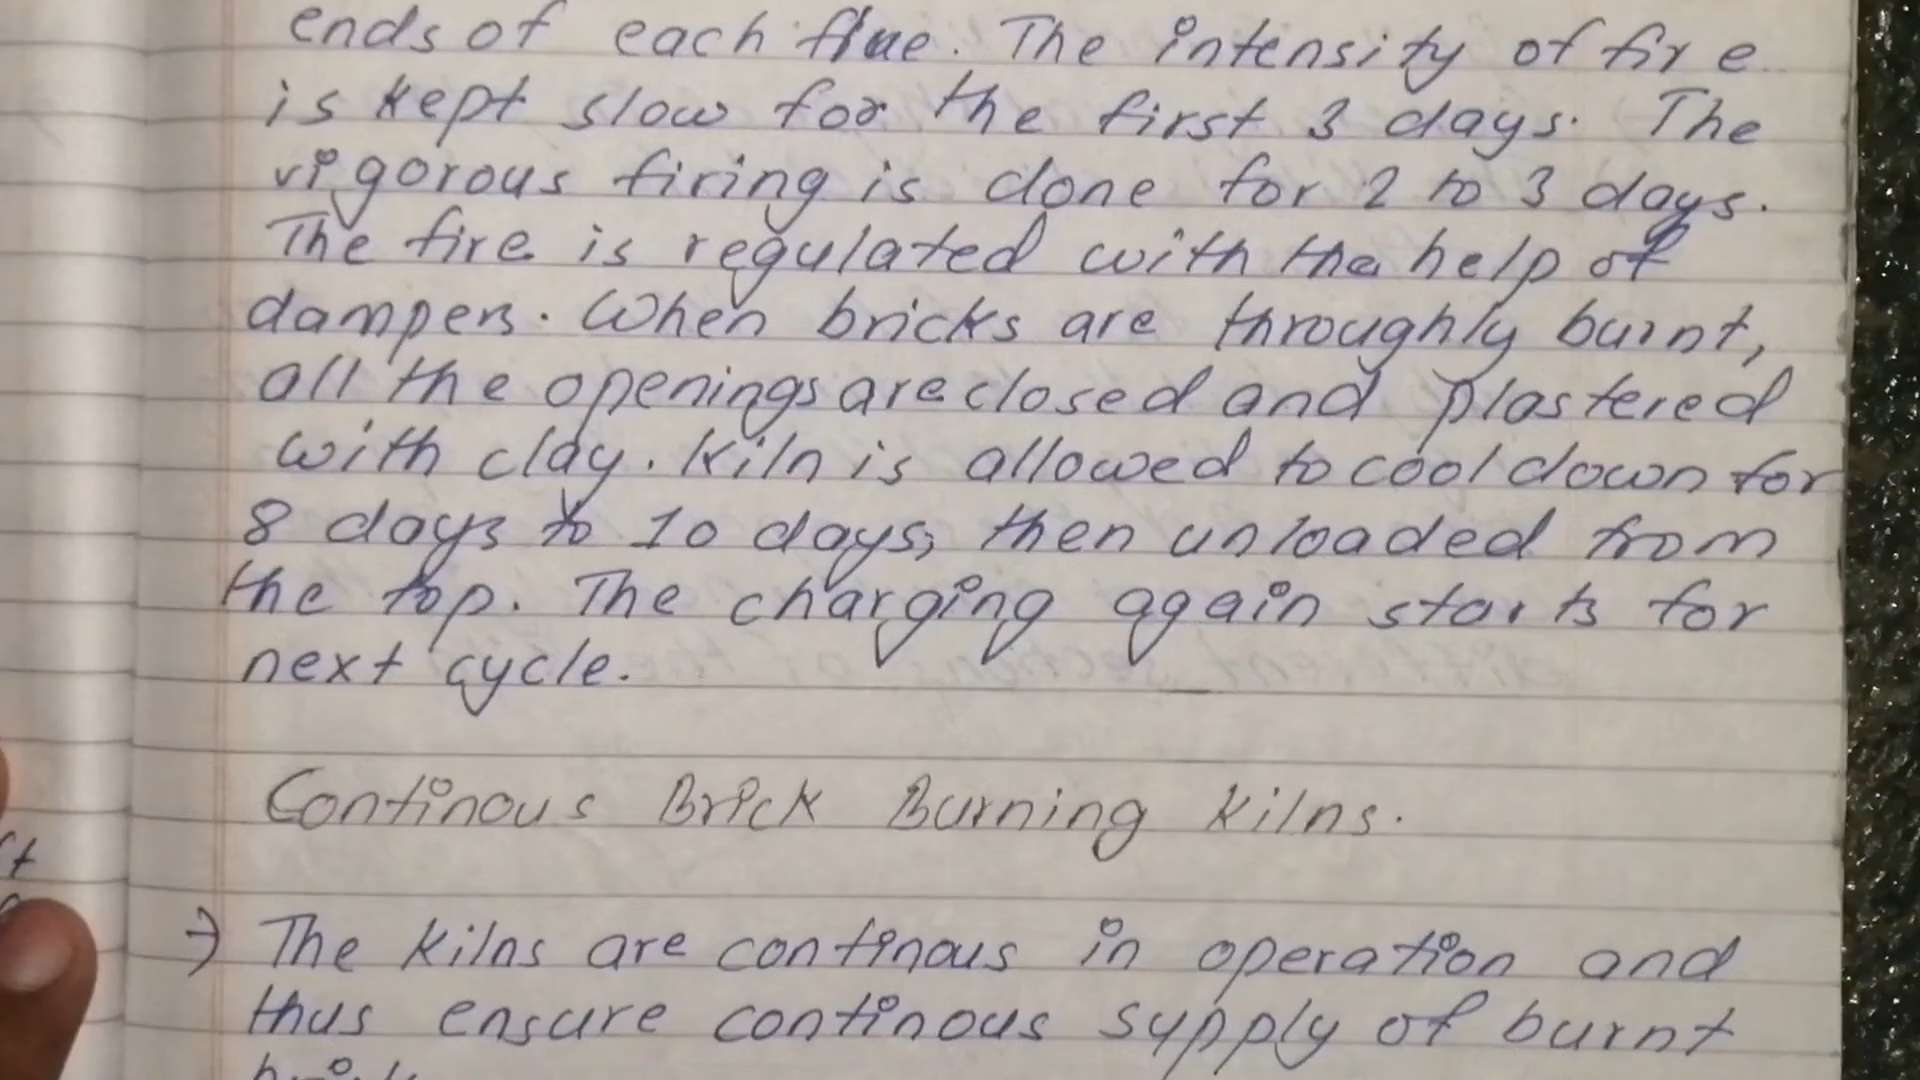 ends of each flue. The intensity of fire
is kept slow for the first 3 days. The
vigorous firing is done for 2 to 3 days.
The fire is regulated with the help of
dampers. When bricks are throughly burnt,
all the openings are closed and plastered
with clay. Kiln is allowed to cool down for
8 days to 10 days, then unloaded from
the top. The charging again starts for
next cycle.
Continous Brick Burning Kilns.
→ The kilns are continous in operation and
thus ensure continous supply of burnt